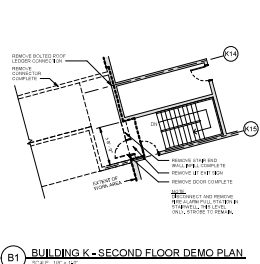 K14
REMOVE BOLTED ROOF
LEDGER CONNECTION
REMOVE
CONNECTOR
COMPLETE
K15
DN
REMOVE STAIR END
WALL INFILL COMPLETE
REMOVE LIT EXIT SIGN
REMOVE DOOR COMPLETE
EXTENT OF
WORK AREA
NOTE:
DISCONNECT AND REMOVE
FIRE ALARM PULL STATION IN
STAIRWELL, THIS LEVEL
ONLY, STROBE TO REMAIN.
B1
BUILDING K - SECOND FLOOR DEMO PLAN